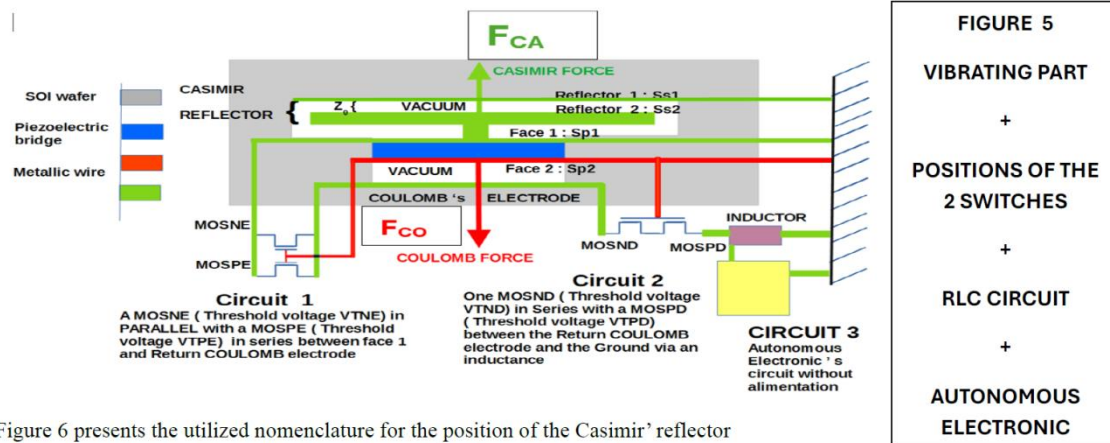 F_CA
CASIMIR FORCE
SOI wafer
Piezoelectric
bridge
Metallic wire
CASIMIR
REFLECTOR {
Z₀{
VACUUM
Reflector 1 : Ss1
Reflector 2 : Ss2
Face 1 : Sp1
VACUUM
Face 2 : Sp2
COULOMB 's ELECTRODE
F_CO
COULOMB FORCE
MOSNE
MOSPE
MOSND
MOSPD
INDUCTOR
Circuit 1
A MOSNE ( Threshold voltage VTNE) in
PARALLEL with a MOSPE ( Threshold
voltage VTPE) in series between face 1
and Return COULOMB electrode
Circuit 2
One MOSND ( Threshold voltage
VTND) in Series with a MOSPD
( Threshold voltage VTPD)
between the Return COULOMB
electrode and the Ground via an
inductance
CIRCUIT 3
Autonomous
Electronic ' s
circuit without
alimentation
FIGURE 5
VIBRATING PART
+
POSITIONS OF THE
2 SWITCHES
+
RLC CIRCUIT
+
AUTONOMOUS
ELECTRONIC
Figure 6 presents the utilized nomenclature for the position of the Casimir' reflector